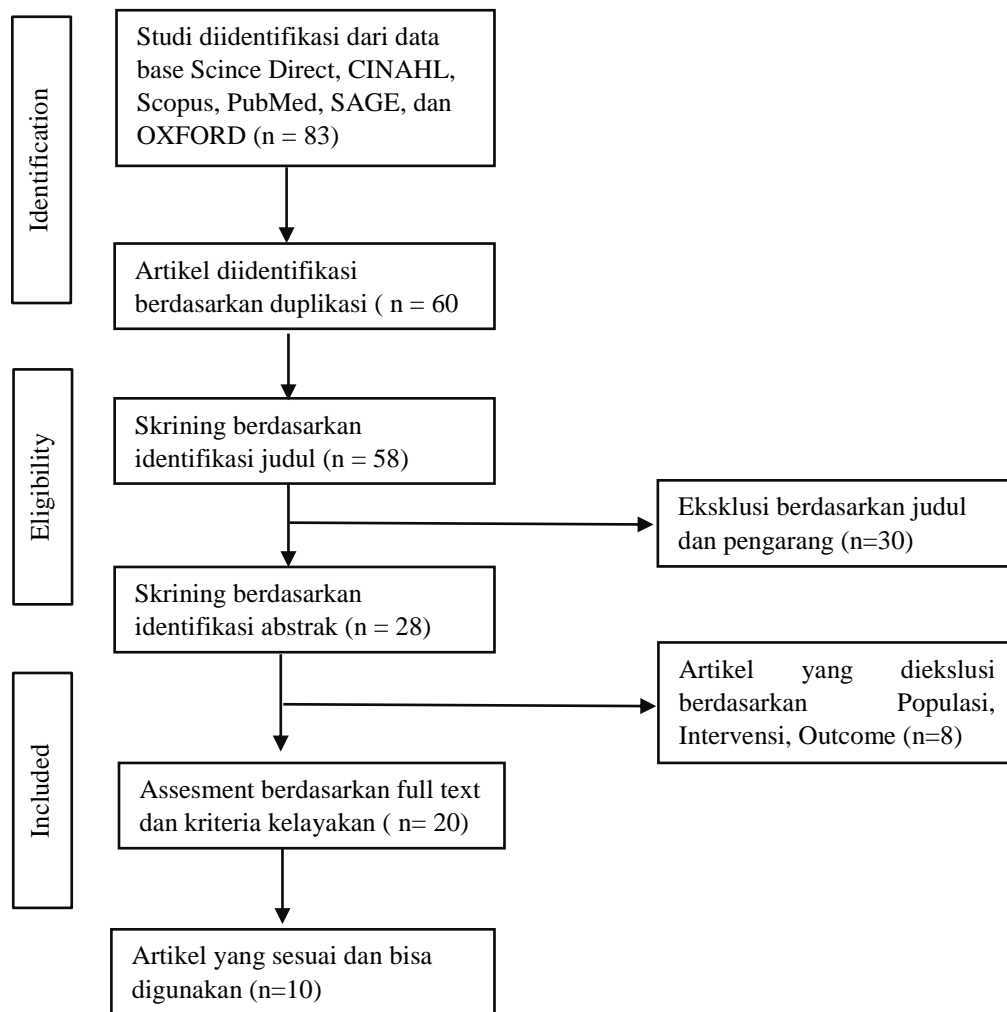 Identification
Studi diidentifikasi dari data
base Scince Direct, CINAHL,
Scopus, PubMed, SAGE, dan
OXFORD (n = 83)
Artikel diidentifikasi
berdasarkan duplikasi ( n = 60
Eligibility
Skrining berdasarkan
identifikasi judul (n = 58)
Eksklusi berdasarkan judul
dan pengarang (n=30)
Skrining berdasarkan
identifikasi abstrak (n = 28)
Artikel yang diekslusi
berdasarkan Populasi,
Intervensi, Outcome (n=8)
Included
Assesment berdasarkan full text
dan kriteria kelayakan ( n= 20)
Artikel yang sesuai dan bisa
digunakan (n=10)